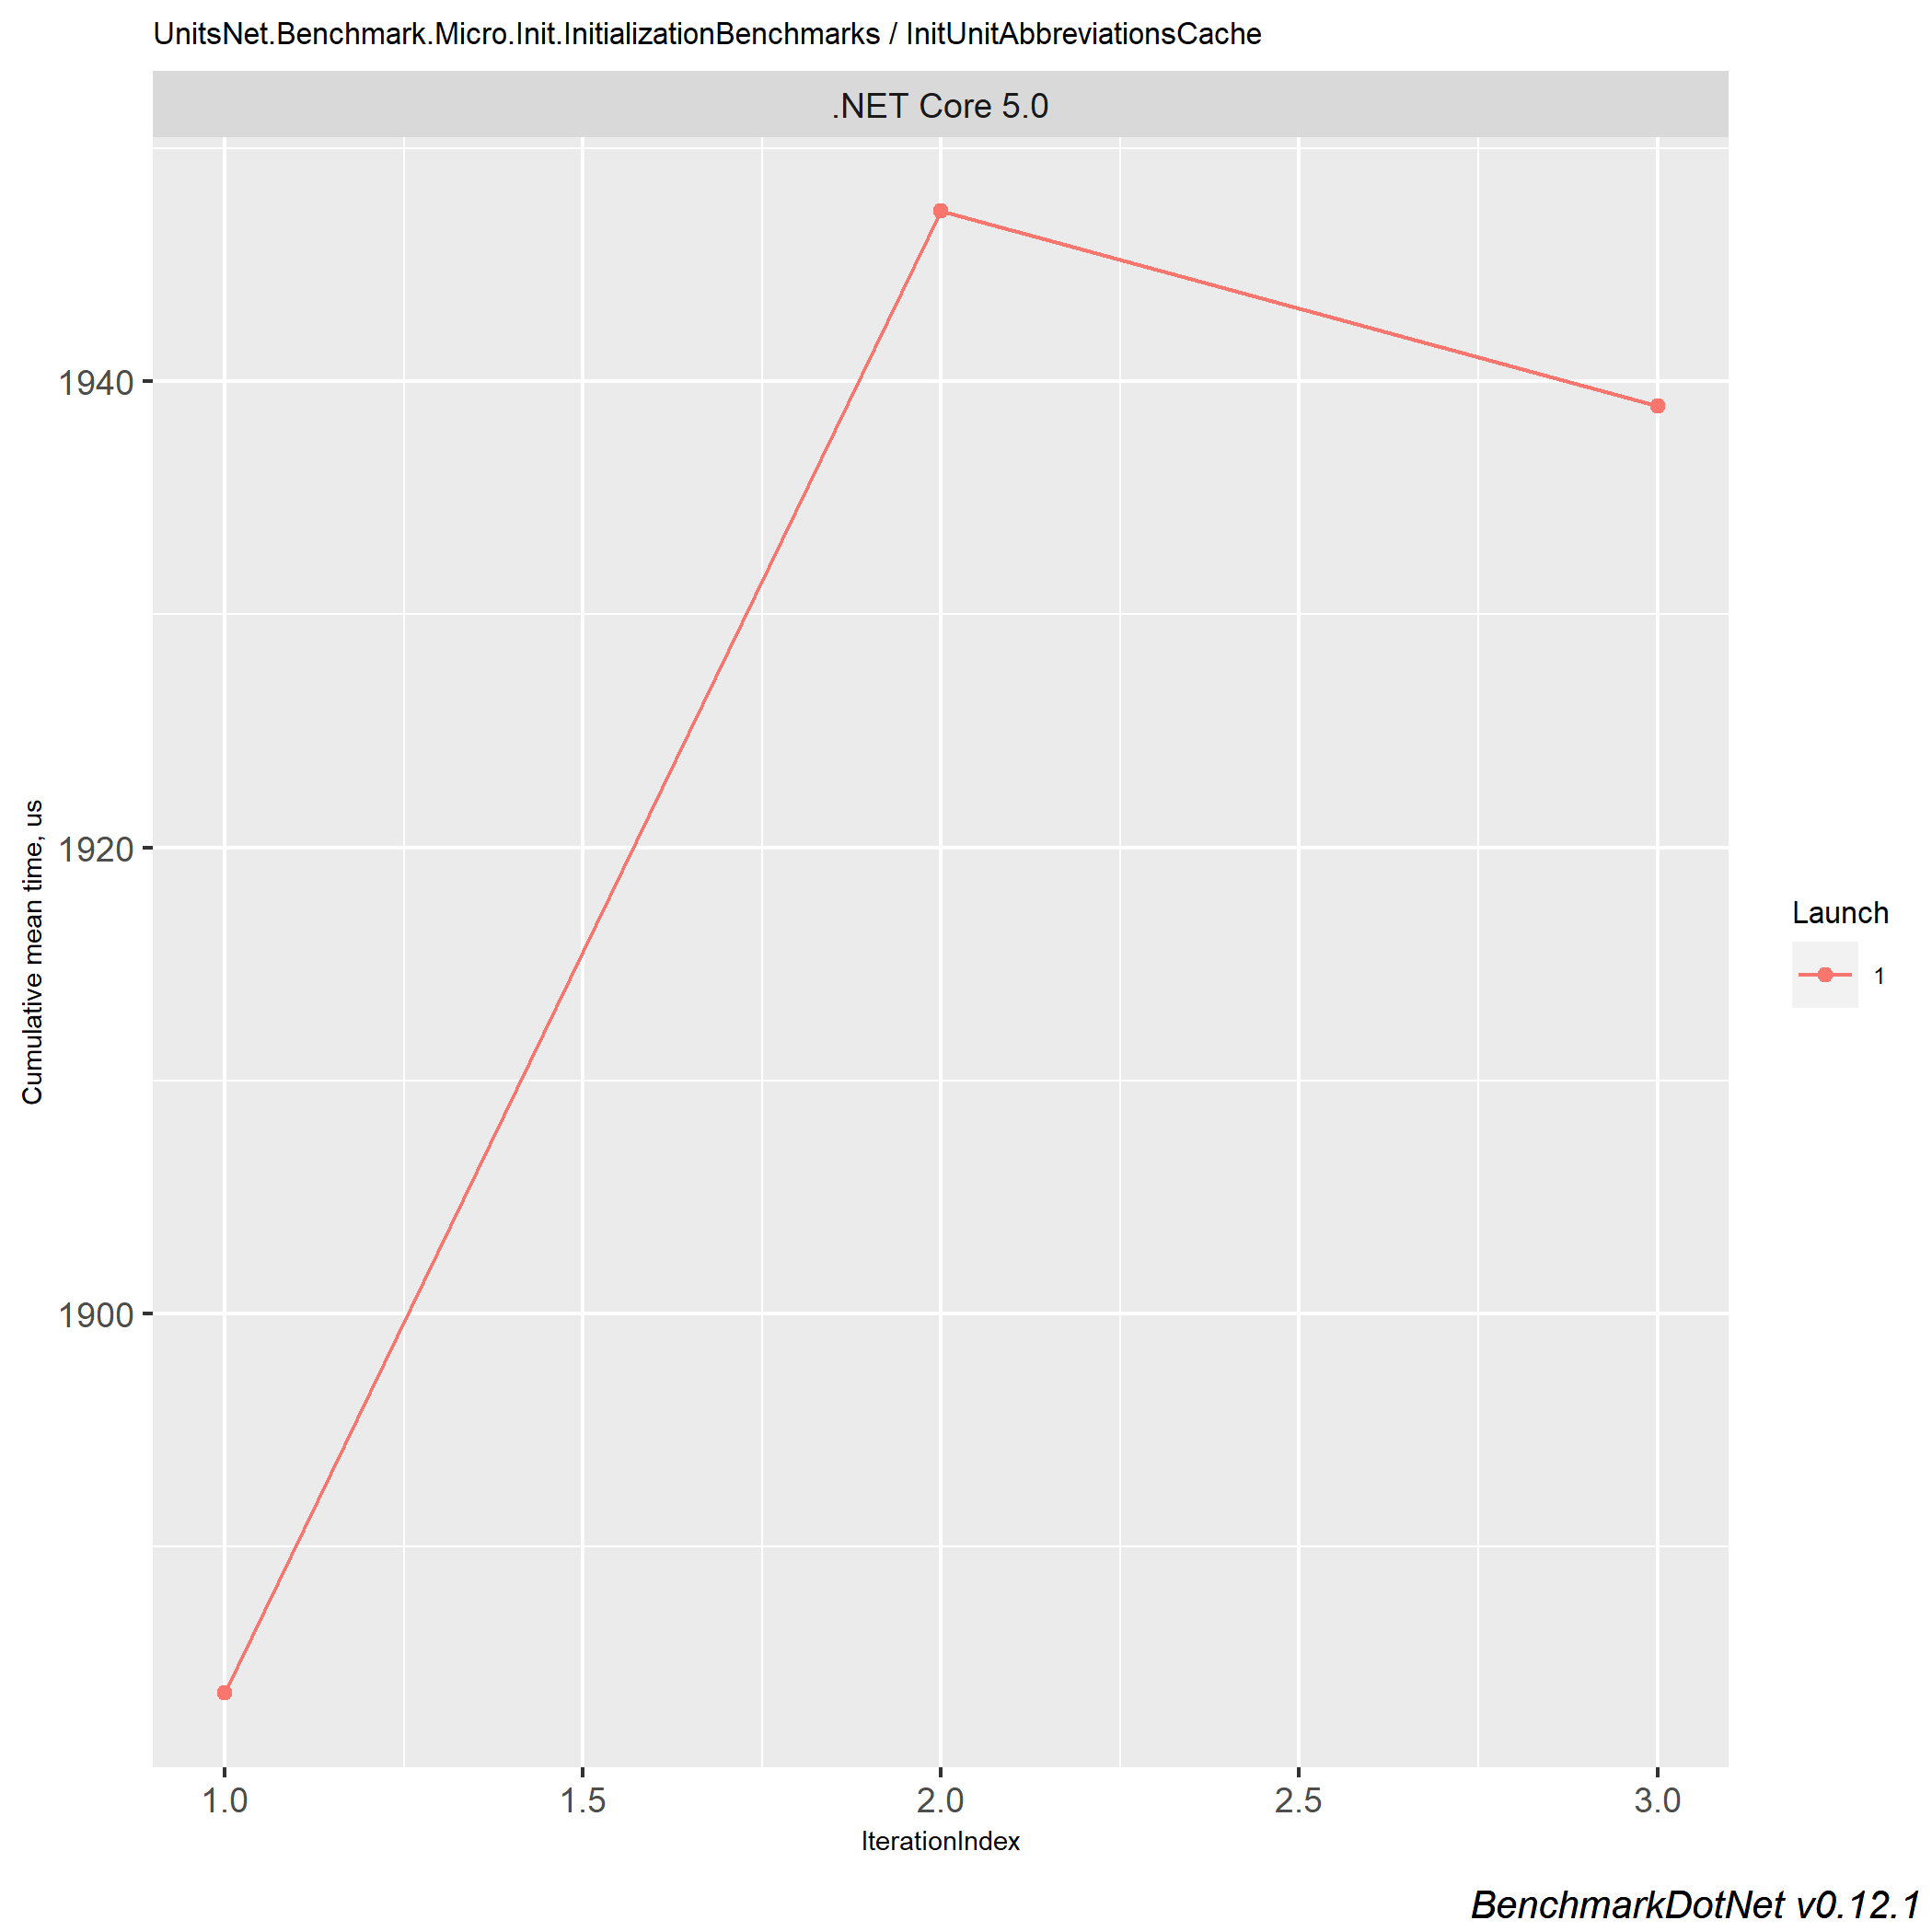 UnitsNet.Benchmark.Micro.Init.InitializationBenchmarks / InitUnitAbbreviationsCache
.NET Core 5.0
1940
1920
1900
Cumulative mean time, us
1.0 1.5 2.0 2.5 3.0
IterationIndex
Launch
1
BenchmarkDotNet v0.12.1